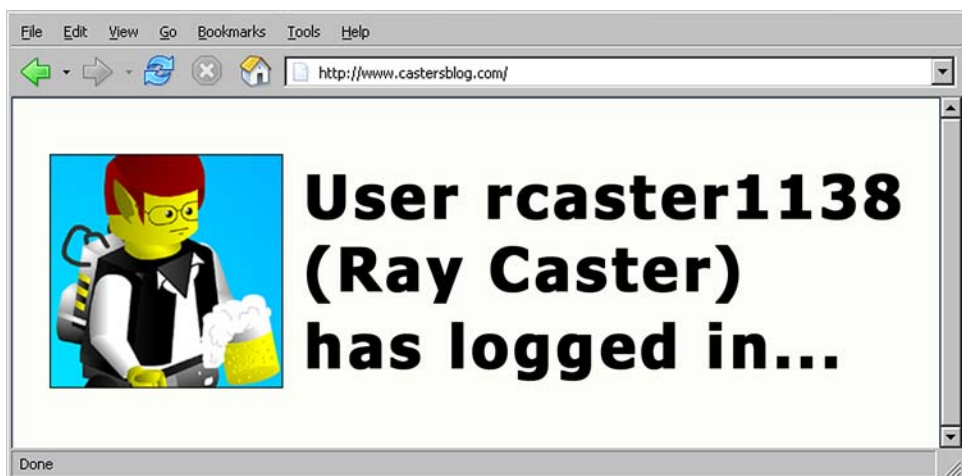 File Edit View Go Bookmarks Tools Help
http://www.castersblog.com/
User rcaster1138
(Ray Caster)
has logged in...
Done